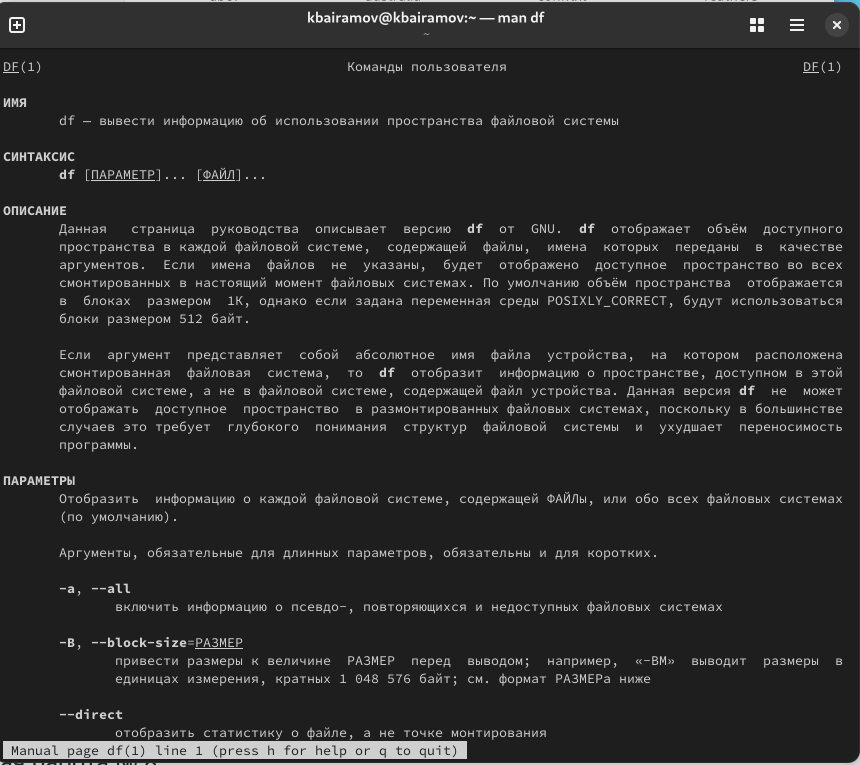 kbairamov@kbairamov:~ — man df
~
DF(1) Команды пользователя DF(1)
ИМЯ
df — вывести информацию об использовании пространства файловой системы
СИНТАКСИС
df [ПАРАМЕТР]... [ФАЙЛ]...
ОПИСАНИЕ
Данная страница руководства описывает версию df от GNU. df отображает объём доступного
пространства в каждой файловой системе, содержащей файлы, имена которых переданы в качестве
аргументов. Если имена файлов не указаны, будет отображено доступное пространство во всех
смонтированных в настоящий момент файловых системах. По умолчанию объём пространства отображается
в блоках размером 1K, однако если задана переменная среды POSIXLY_CORRECT, будут использоваться
блоки размером 512 байт.
Если аргумент представляет собой абсолютное имя файла устройства, на котором расположена
смонтированная файловая система, то df отобразит информацию о пространстве, доступном в этой
файловой системе, а не в файловой системе, содержащей файл устройства. Данная версия df не может
отображать доступное пространство в размонтированных файловых системах, поскольку в большинстве
случаев это требует глубокого понимания структур файловой системы и ухудшает переносимость
программы.
ПАРАМЕТРЫ
Отобразить информацию о каждой файловой системе, содержащей ФАЙЛы, или обо всех файловых системах
(по умолчанию).
Аргументы, обязательные для длинных параметров, обязательны и для коротких.
-a, --all
включить информацию о псевдо-, повторяющихся и недоступных файловых системах
-B, --block-size=РАЗМЕР
привести размеры к величине РАЗМЕР перед выводом; например, «-BM» выводит размеры в
единицах измерения, кратных 1 048 576 байт; см. формат РАЗМЕРа ниже
--direct
отобразить статистику о файле, а не точке монтирования
Manual page df(1) line 1 (press h for help or q to quit)